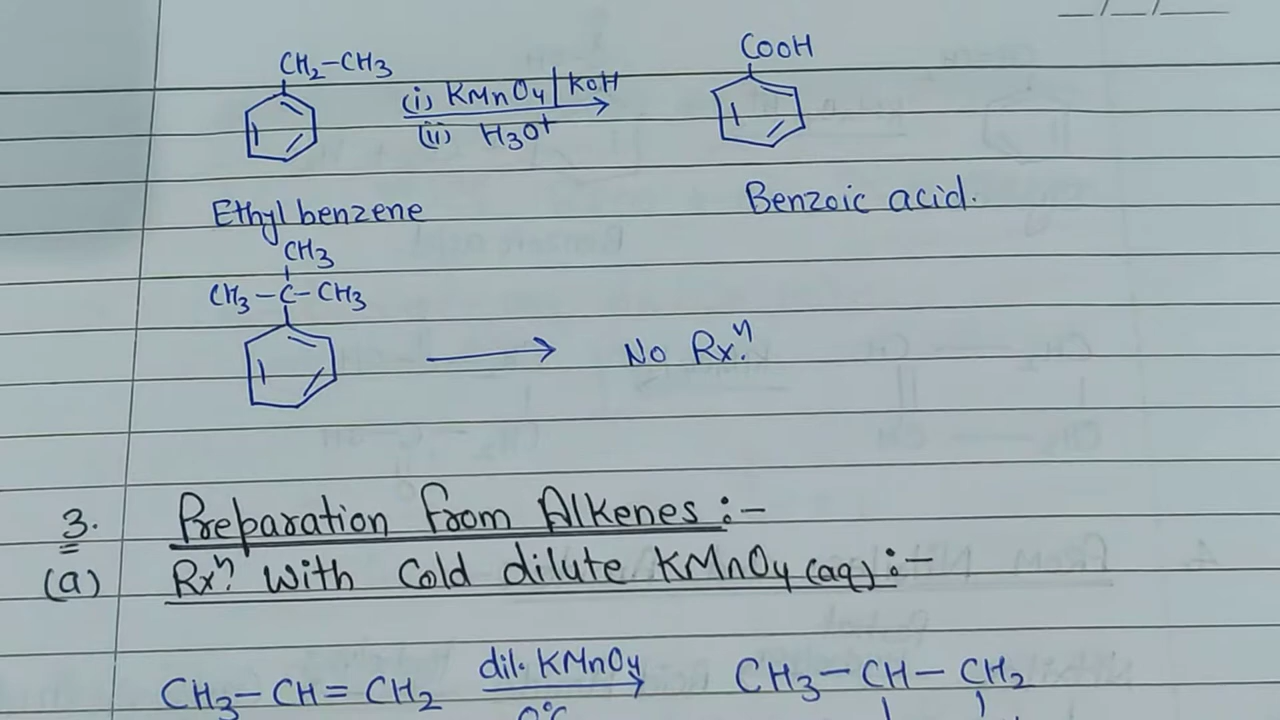 CH2-CH3
COOH
(i) KMnO4 | KOH
(ii) H3O+
Ethyl benzene
Benzoic acid.
CH3
CH3-C-CH3
No Rxⁿ.
3. Preparation from Alkenes :-
(a) Rxⁿ. With Cold dilute KMnO4 (aq) :-
CH3-CH=CH2 dil. KMnO4 CH3-CH-CH2
0°C